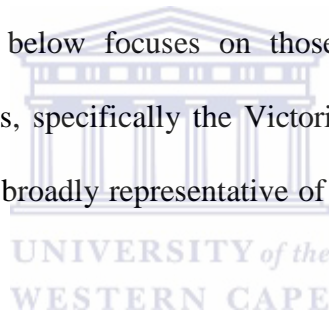 below focuses on those
s, specifically the Victori
broadly representative of
UNIVERSITY of the
WESTERN CAPE